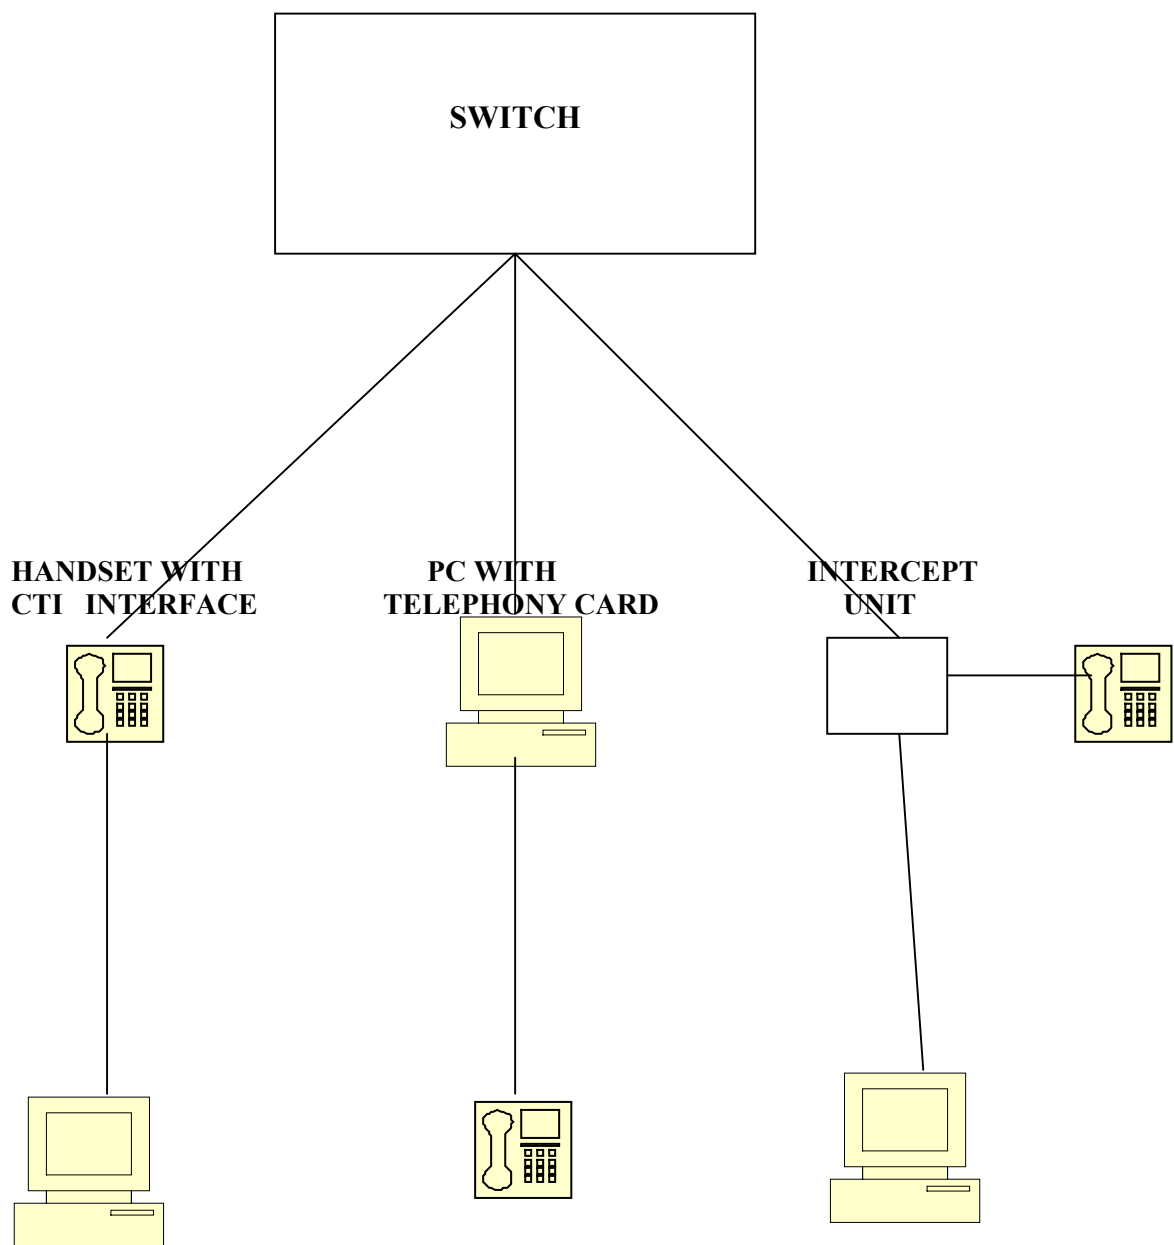 SWITCH
HANDSET WITH
CTI INTERFACE
PC WITH
TELEPHONY CARD
INTERCEPT
UNIT